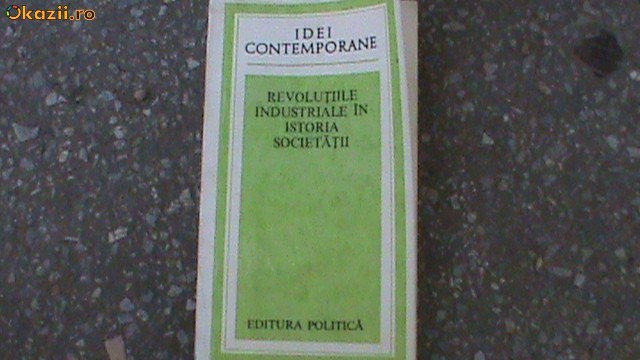 Okazii.ro
IDEI
CONTEMPORANE
REVOLUȚIILE
INDUSTRIALE ÎN
ISTORIA
SOCIETĂȚII
EDITURA POLITICĂ